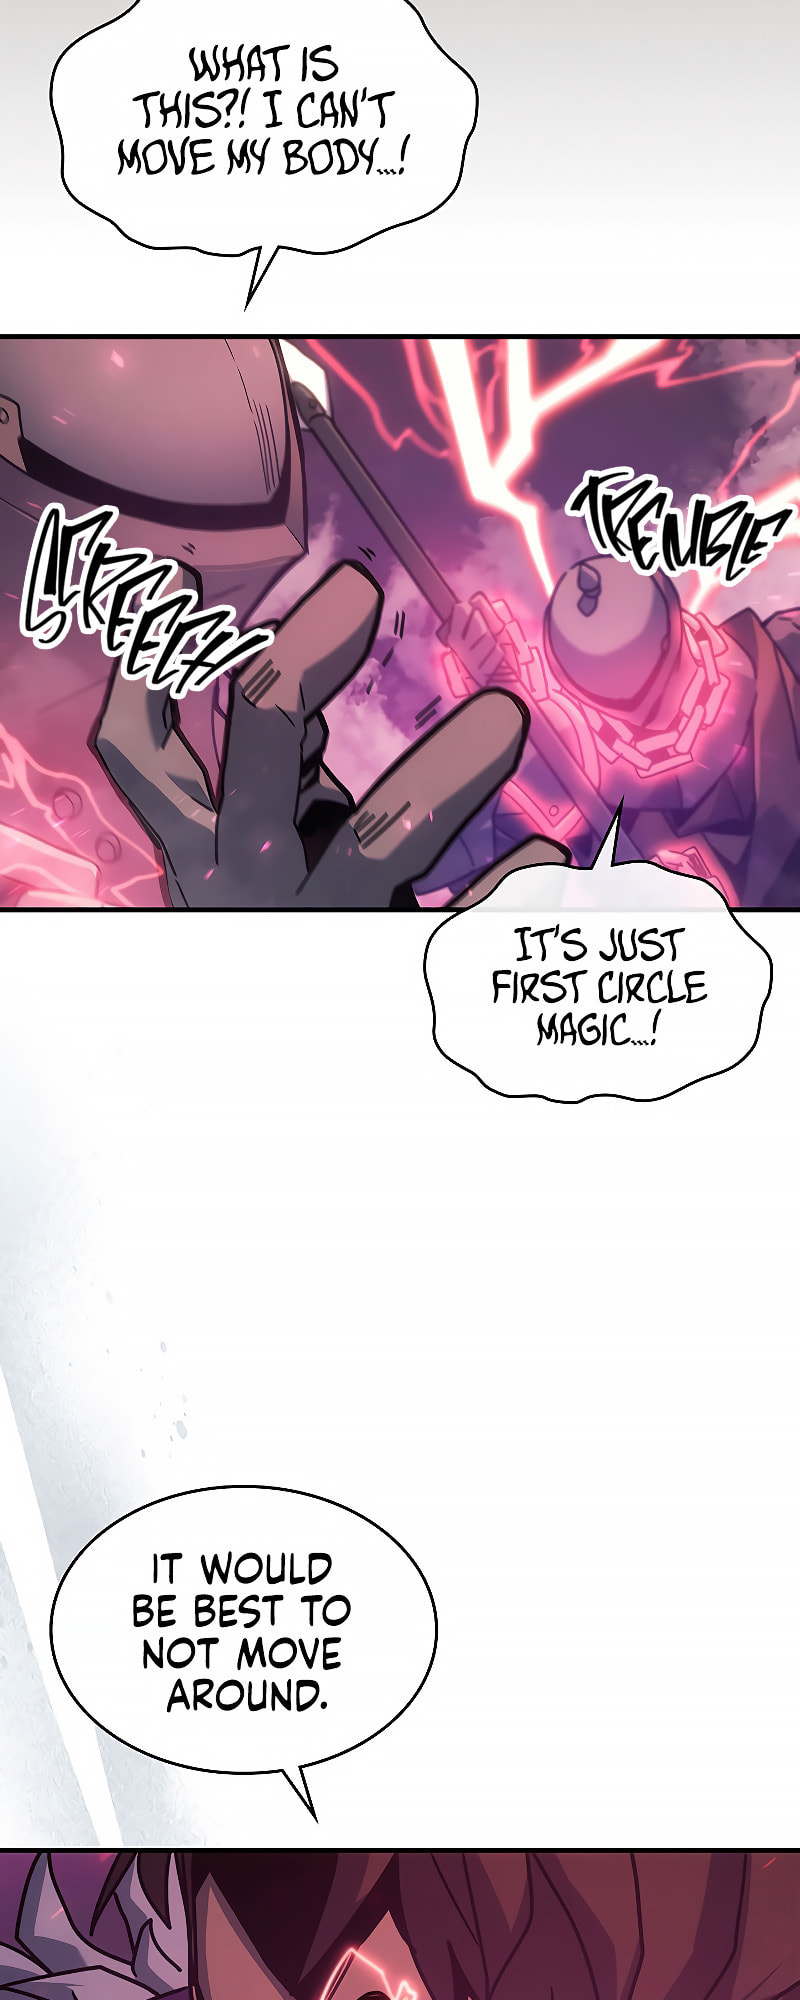 WHAT IS
THIS?! I CAN'T
MOVE MY BODY...!
SCREECH
TREMBLE
IT'S JUST
FIRST CIRCLE
MAGIC...!
IT WOULD
BE BEST TO
NOT MOVE
AROUND.